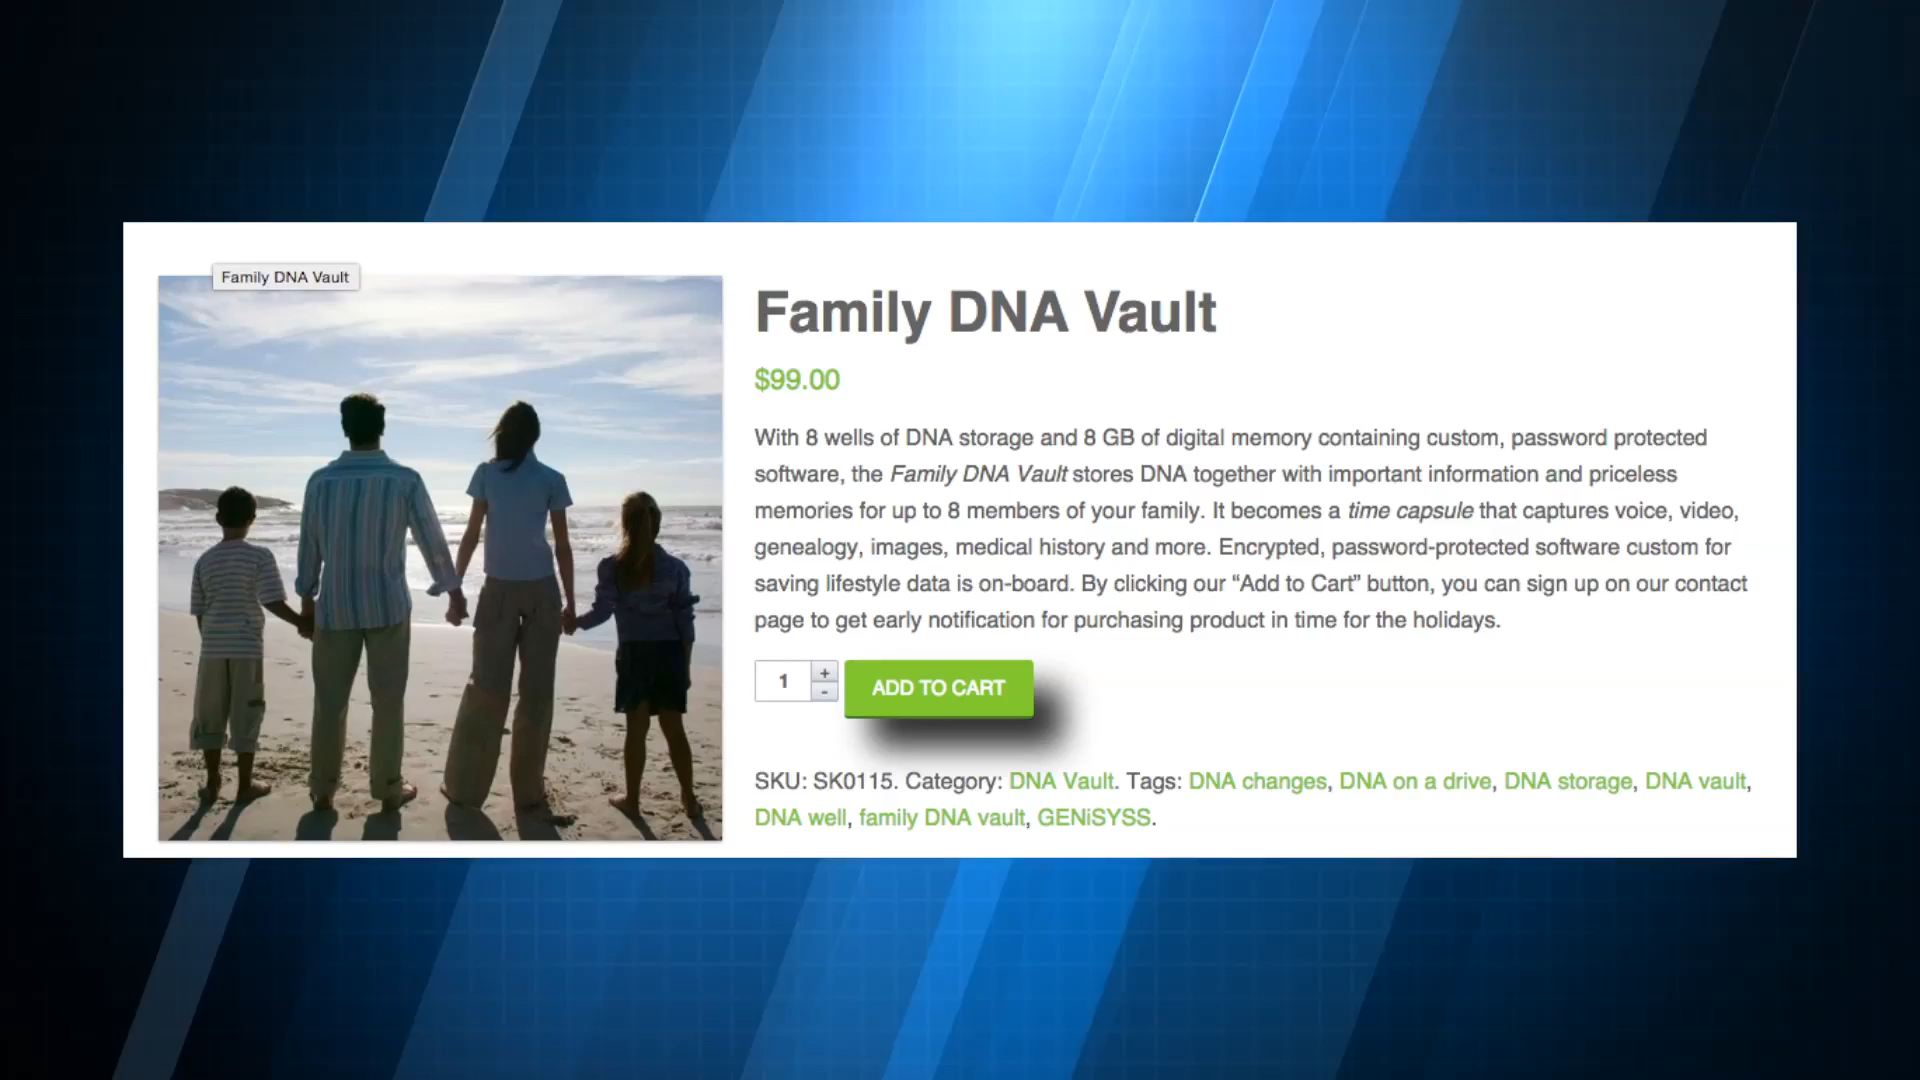 Family DNA Vault
Family DNA Vault
$99.00
With 8 wells of DNA storage and 8 GB of digital memory containing custom, password protected
software, the Family DNA Vault stores DNA together with important information and priceless
memories for up to 8 members of your family. It becomes a time capsule that captures voice, video,
genealogy, images, medical history and more. Encrypted, password-protected software custom for
saving lifestyle data is on-board. By clicking our “Add to Cart” button, you can sign up on our contact
page to get early notification for purchasing product in time for the holidays.
1 + -
ADD TO CART
SKU: SK0115. Category: DNA Vault. Tags: DNA changes, DNA on a drive, DNA storage, DNA vault,
DNA well, family DNA vault, GENiSYSS.